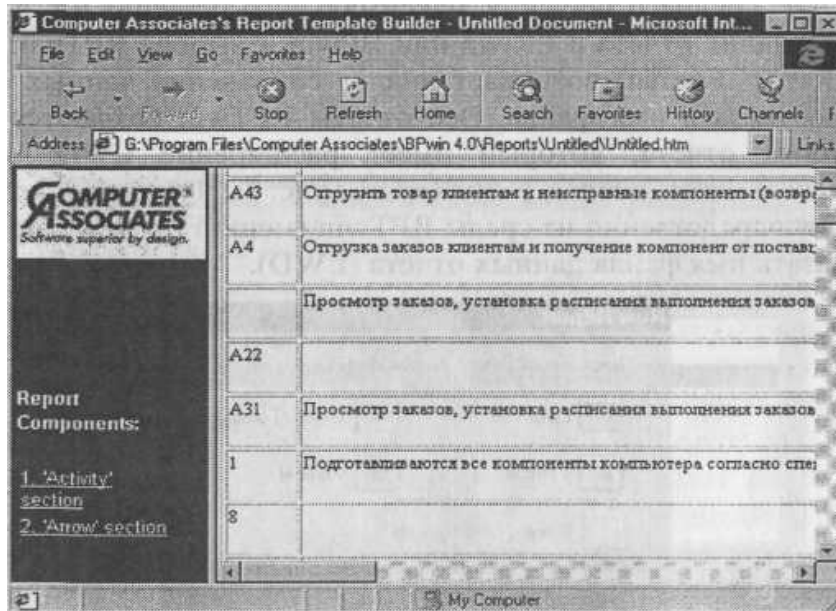 Computer Associates's Report Template Builder - Untitled Document - Microsoft Int...
File Edit View Go Favorites Help
Back Forward Stop Refresh Home Search Favorites History Channels
Address G:\Program Files\Computer Associates\BPwin 4.0\Reports\Untitled\Untitled.htm Links
COMPUTER ASSOCIATES
Software superior by design.
Report
Components:
1. 'Activity'
section
2. 'Arrow' section
A43 Отгрузить товар клиентам и неисправные компоненты (возвра
A4 Отгрузка заказов клиентам и получение компонент от постав
Просмотр заказов, установка расписания выполнения заказов
A22
A31 Просмотр заказов, установка расписания выполнения заказов
1 Подготавливаются все компоненты компьютера согласно спе
8
My Computer